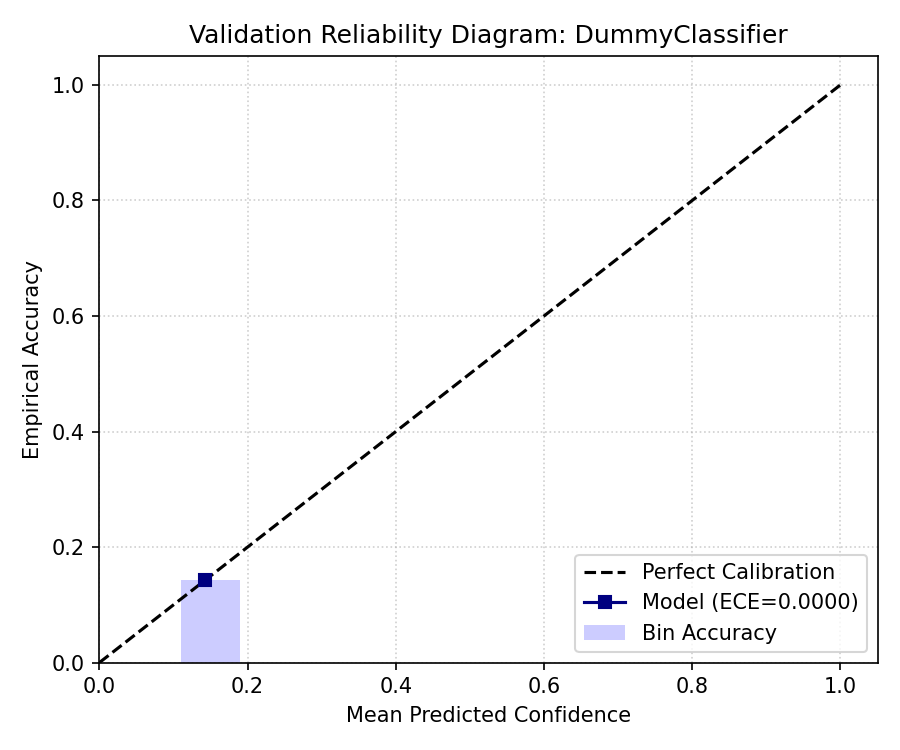 Validation Reliability Diagram: DummyClassifier
Empirical Accuracy
1.0
0.8
0.6
0.4
0.2
0.0
0.0 0.2 0.4 0.6 0.8 1.0
Mean Predicted Confidence
Perfect Calibration
Model (ECE=0.0000)
Bin Accuracy